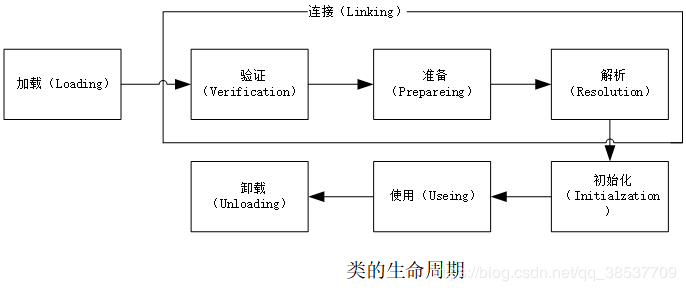 连接（Linking）
加载（Loading）
验证
（Verification）
准备
（Prepareing）
解析
（Resolution）
卸载
（Unloading）
使用（Useing）
初始化
（Initialzation
）
类的生命周期
https://blog.csdn.net/qq_38537709